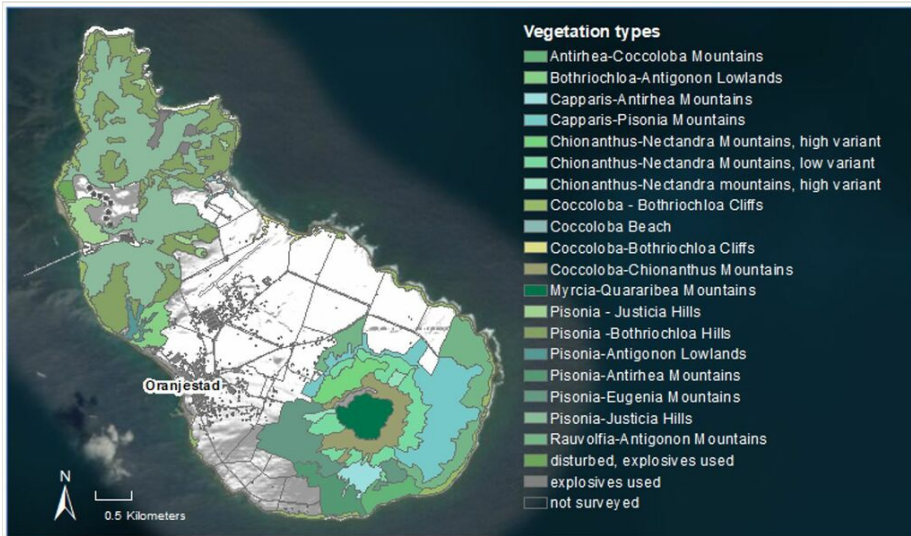 Vegetation types
Antirhea-Coccoloba Mountains
Bothriochloa-Antigonon Lowlands
Capparis-Antirhea Mountains
Capparis-Pisonia Mountains
Chionanthus-Nectandra Mountains, high variant
Chionanthus-Nectandra Mountains, low variant
Chionanthus-Nectandra mountains, high variant
Coccoloba - Bothriochloa Cliffs
Coccoloba Beach
Coccoloba-Bothriochloa Cliffs
Coccoloba-Chionanthus Mountains
Myrcia-Quararibea Mountains
Pisonia - Justicia Hills
Pisonia -Bothriochloa Hills
Pisonia-Antigonon Lowlands
Pisonia-Antirhea Mountains
Pisonia-Eugenia Mountains
Pisonia-Justicia Hills
Rauvolfia-Antigonon Mountains
disturbed, explosives used
explosives used
not surveyed
Oranjestad
N
0.5 Kilometers